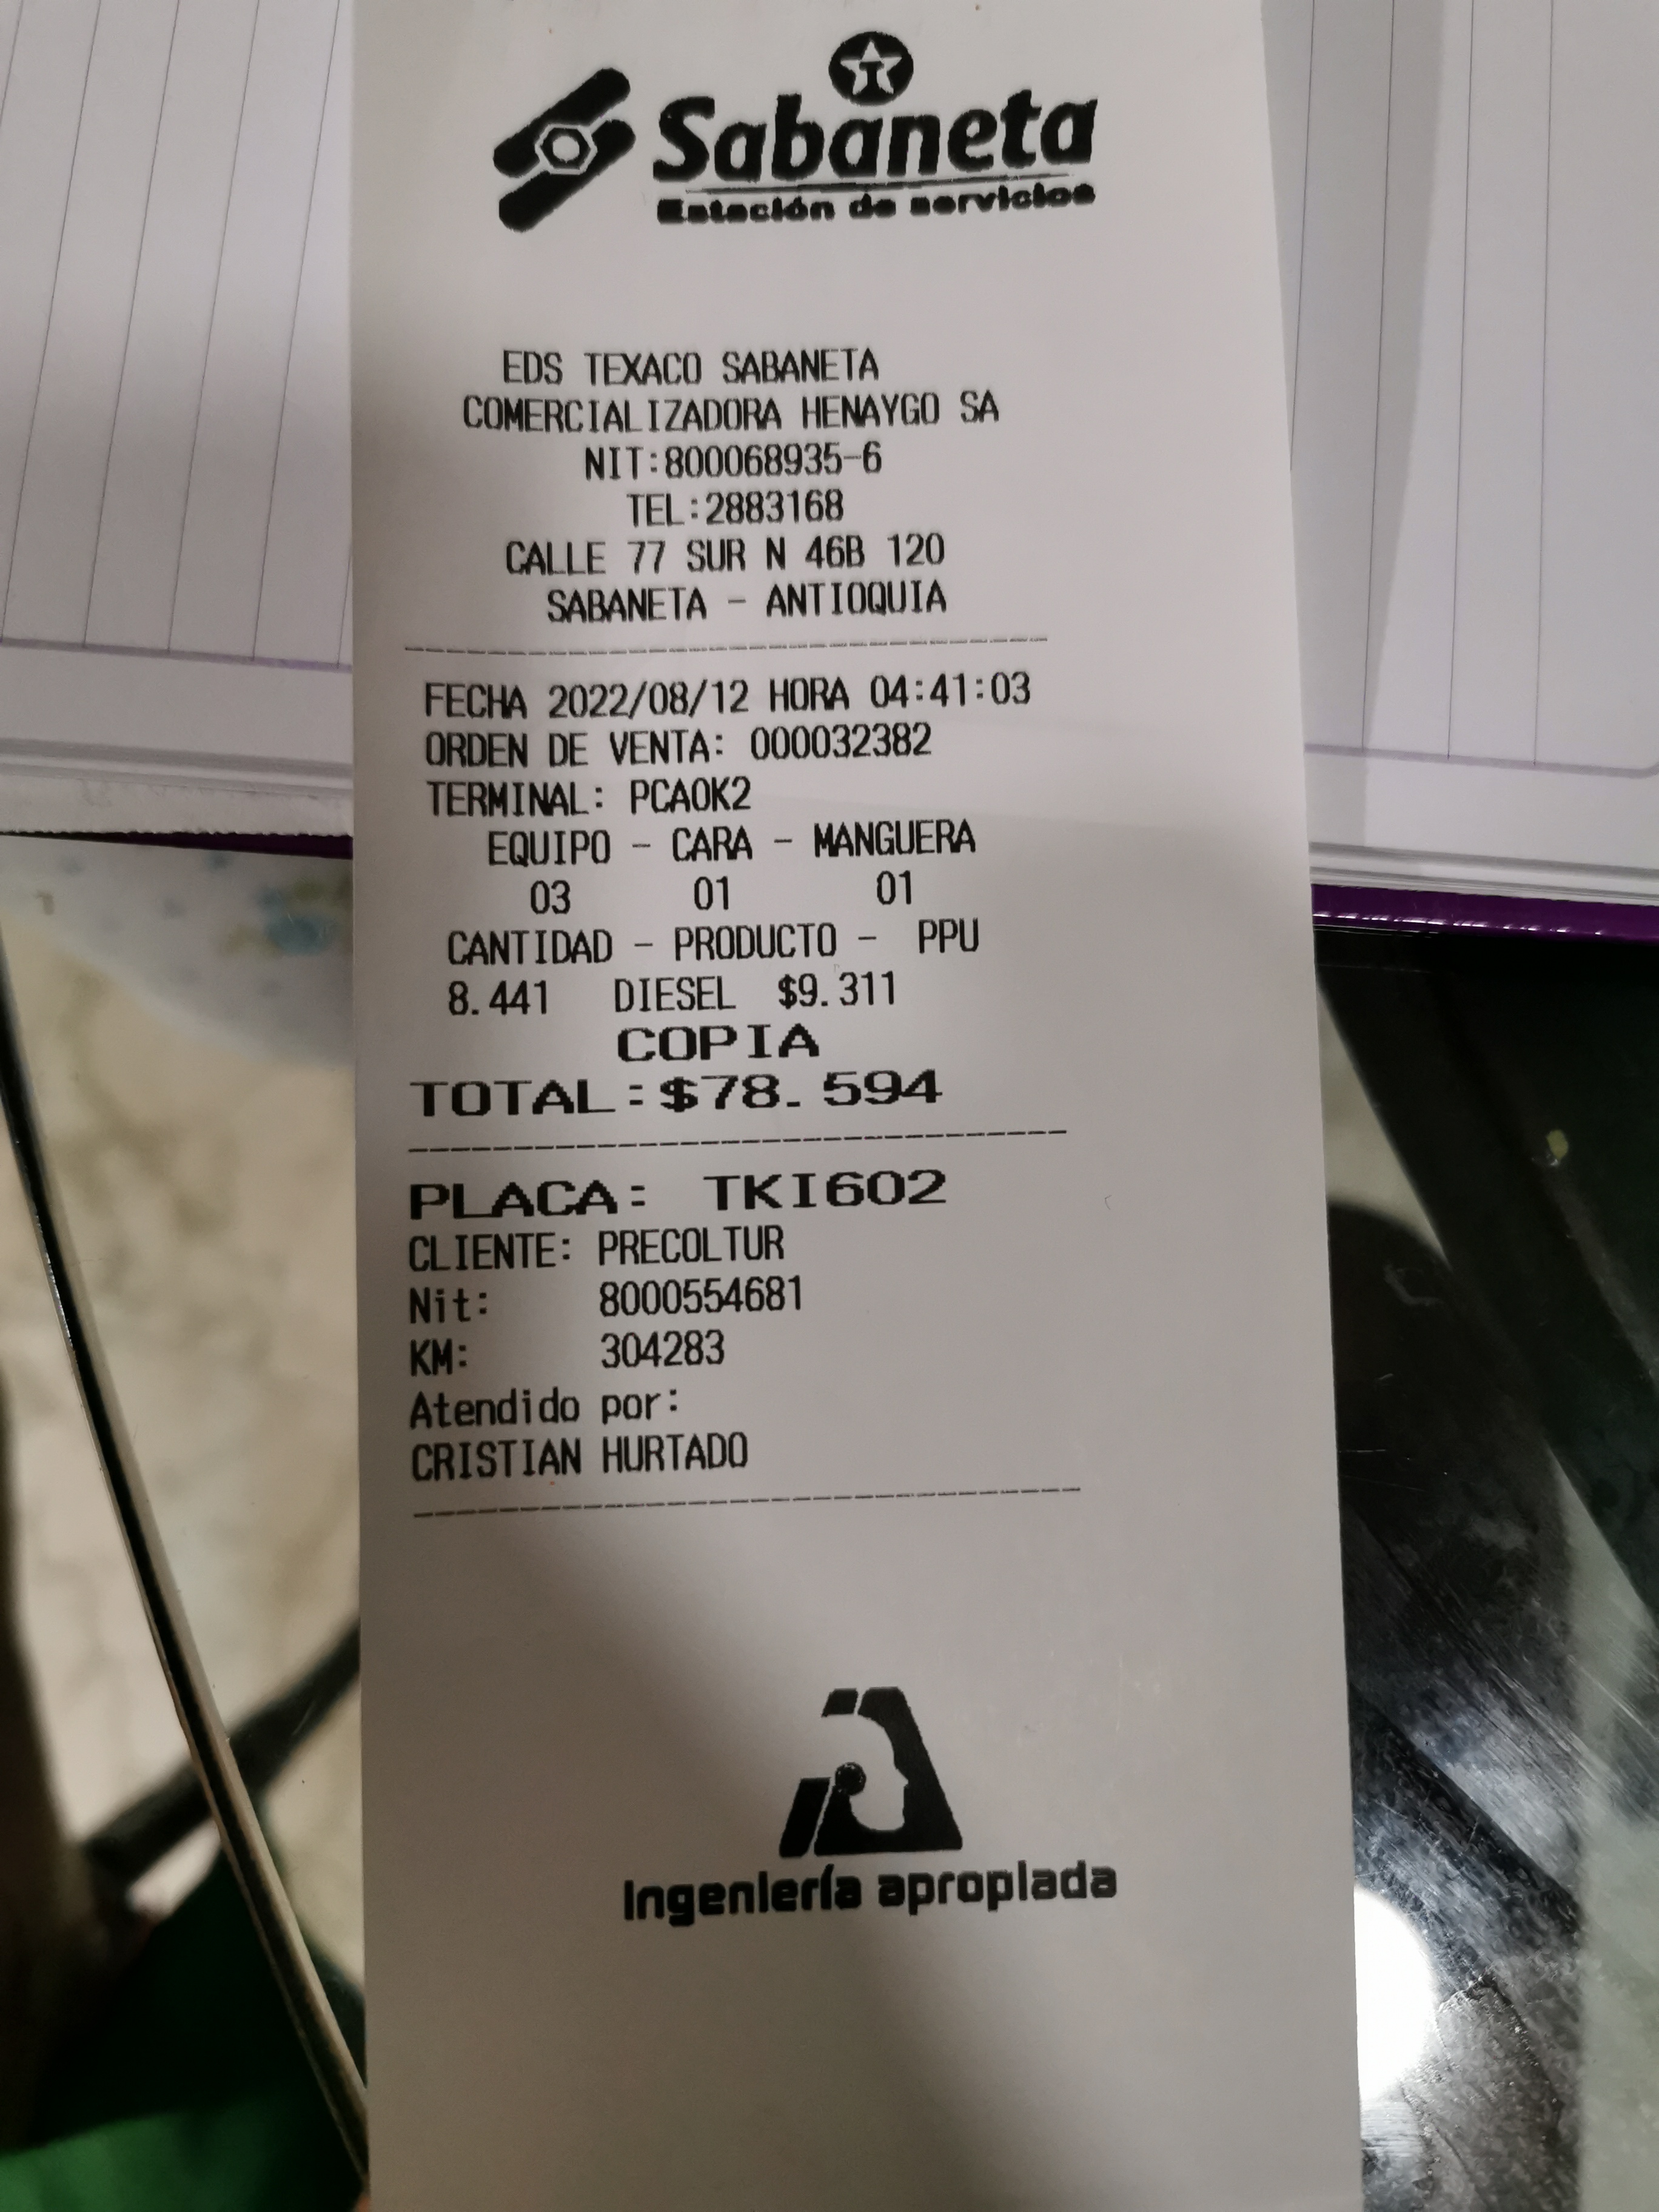 Sabaneta
Estación de servicios
EDS TEXACO SABANETA
COMERCIALIZADORA HENAYGO SA
NIT:800068935-6
TEL:2883168
CALLE 77 SUR N 46B 120
SABANETA - ANTIOQUIA
FECHA 2022/08/12 HORA 04:41:03
ORDEN DE VENTA: 000032382
TERMINAL: PCAOK2
EQUIPO - CARA - MANGUERA
03 01 01
CANTIDAD - PRODUCTO - PPU
8.441 DIESEL $9.311
COPIA
TOTAL:$78.594
PLACA: TKI602
CLIENTE: PRECOLTUR
Nit: 8000554681
KM: 304283
Atendido por:
CRISTIAN HURTADO
Ingeniería apropiada